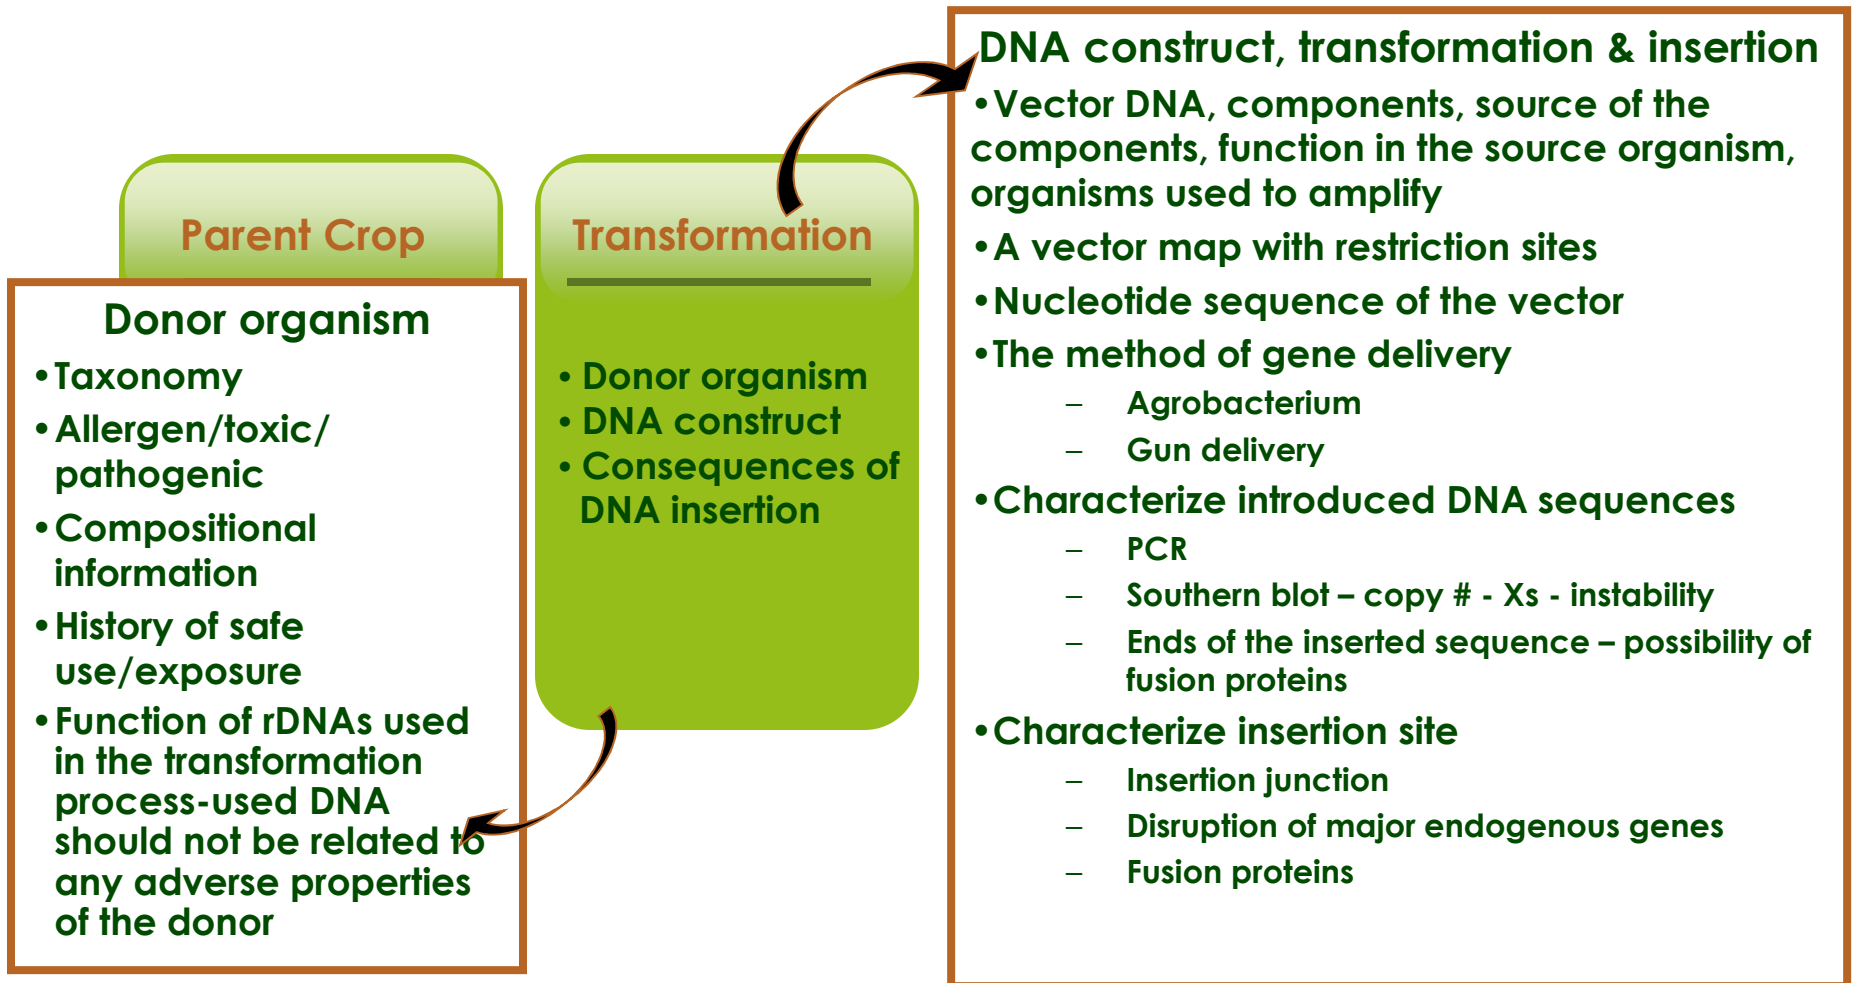 Parent Crop
Donor organism
•Taxonomy
•Allergen/toxic/
pathogenic
•Compositional
information
•History of safe
use/exposure
•Function of rDNAs used
in the transformation
process-used DNA
should not be related to
any adverse properties
of the donor
Transformation
• Donor organism
• DNA construct
• Consequences of
DNA insertion
DNA construct, transformation & insertion
•Vector DNA, components, source of the
components, function in the source organism,
organisms used to amplify
•A vector map with restriction sites
•Nucleotide sequence of the vector
•The method of gene delivery
– Agrobacterium
– Gun delivery
•Characterize introduced DNA sequences
– PCR
– Southern blot – copy # - Xs - instability
– Ends of the inserted sequence – possibility of
fusion proteins
•Characterize insertion site
– Insertion junction
– Disruption of major endogenous genes
– Fusion proteins